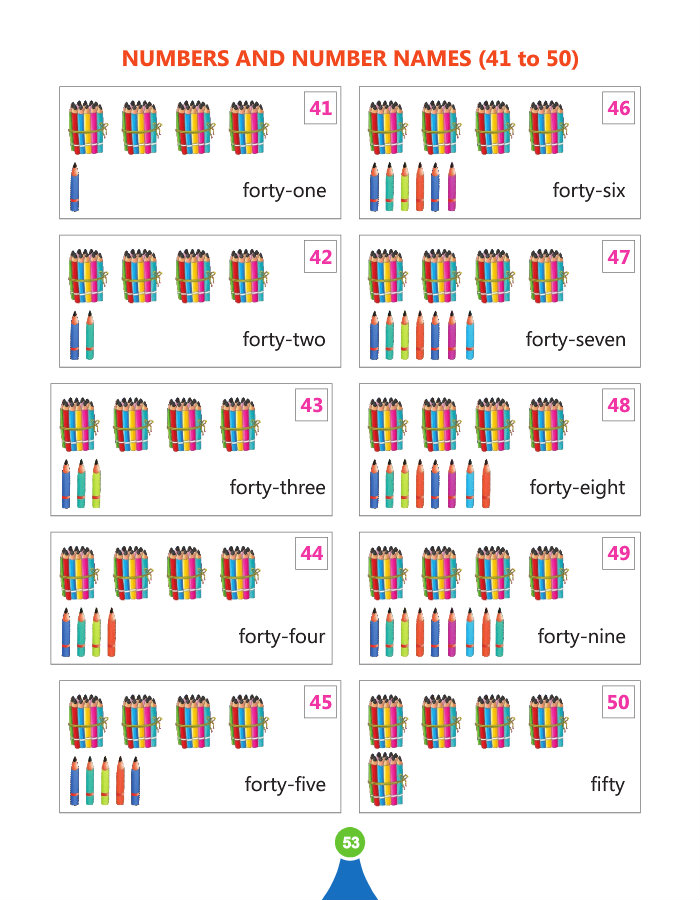 NUMBERS AND NUMBER NAMES (41 to 50)
41
forty-one
46
forty-six
42
forty-two
47
forty-seven
43
forty-three
48
forty-eight
44
forty-four
49
forty-nine
45
forty-five
50
fifty
53